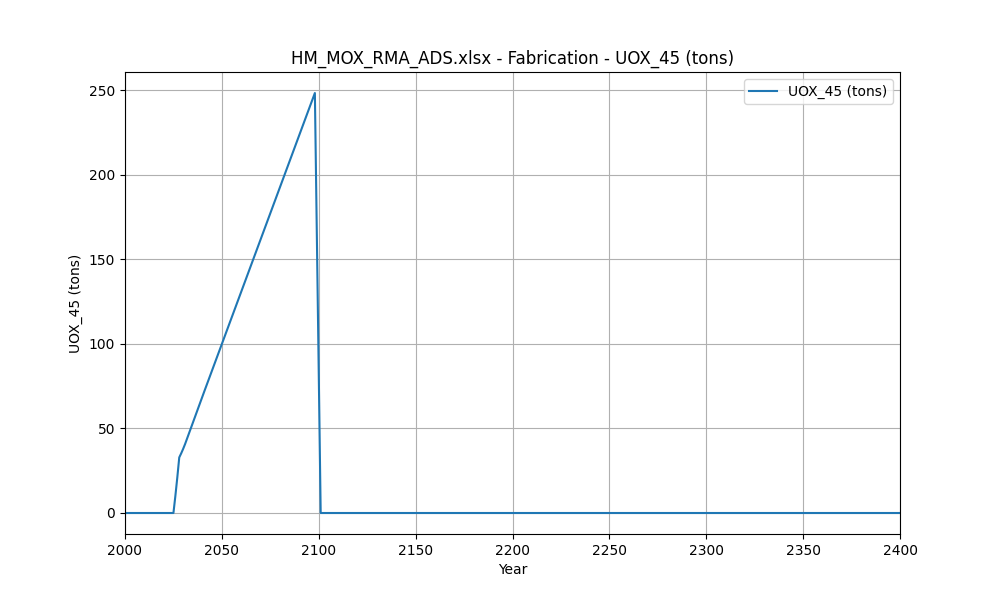 HM_MOX_RMA_ADS.xlsx - Fabrication - UOX_45 (tons)
UOX_45 (tons)
250
200
150
100
50
0
UOX_45 (tons)
2000 2050 2100 2150 2200 2250 2300 2350 2400
Year